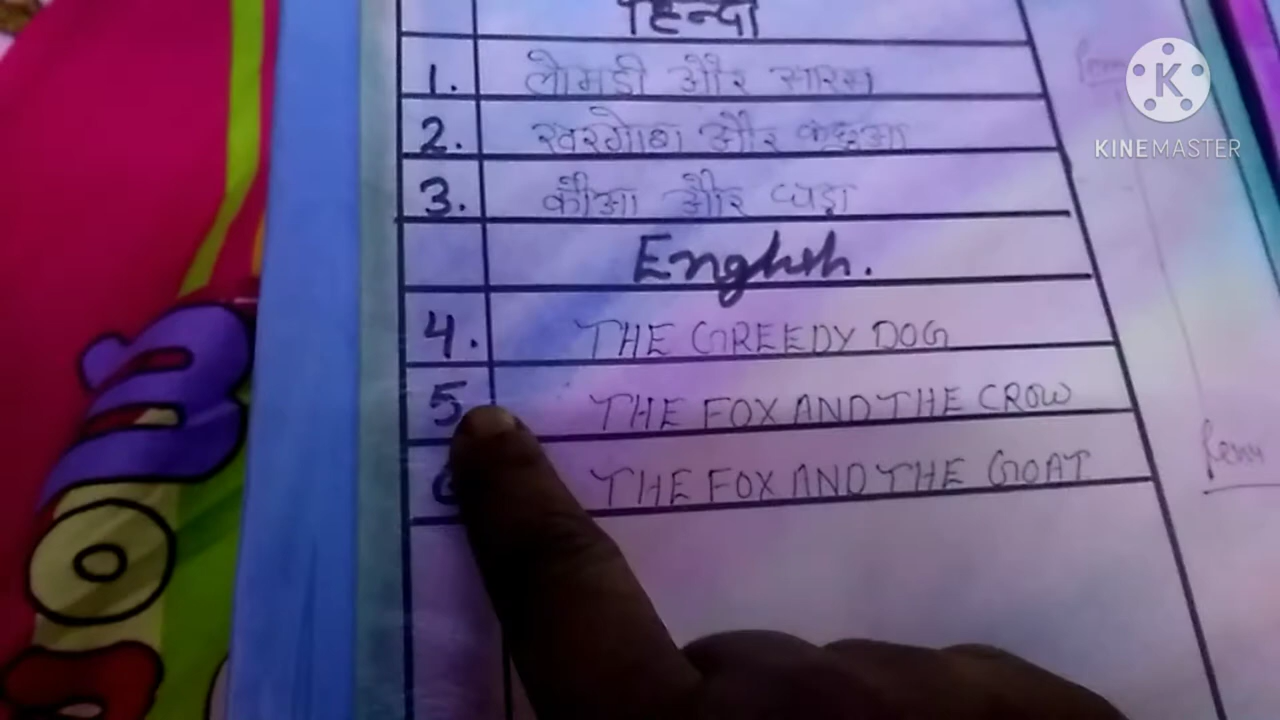 हिन्दी
1. लोमडी और सारस
2. खरगोश और कछुआ
3. कौआ और घड़ा
English.
4. THE GREEDY DOG
5 THE FOX AND THE CROW
6 THE FOX AND THE GOAT
KINEMASTER